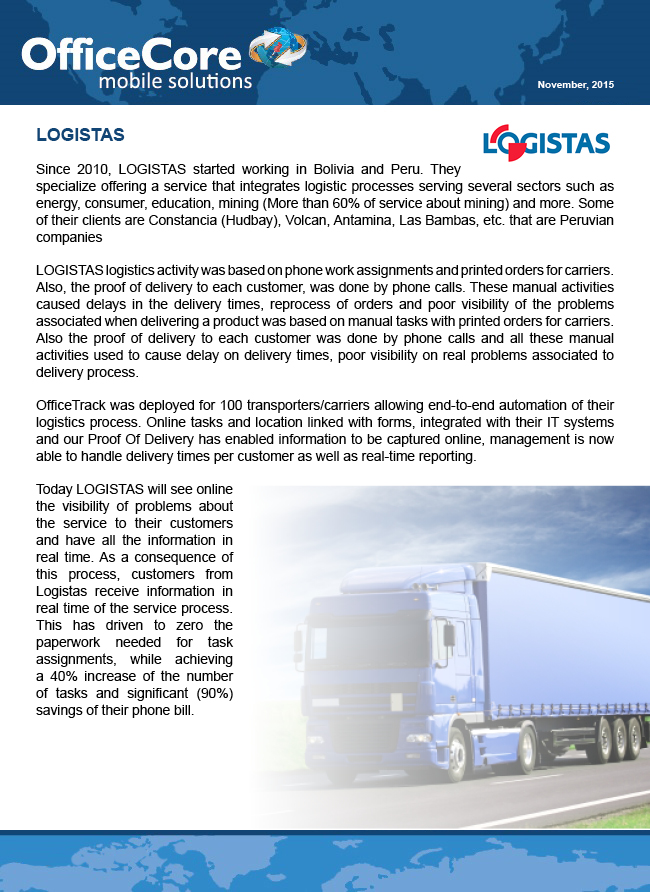 OfficeCore
mobile solutions
November, 2015
LOGISTAS
LOGISTAS
Since 2010, LOGISTAS started working in Bolivia and Peru. They
specialize offering a service that integrates logistic processes serving several sectors such as
energy, consumer, education, mining (More than 60% of service about mining) and more. Some
of their clients are Constancia (Hudbay), Volcan, Antamina, Las Bambas, etc. that are Peruvian
companies
LOGISTAS logistics activity was based on phone work assignments and printed orders for carriers.
Also, the proof of delivery to each customer, was done by phone calls. These manual activities
caused delays in the delivery times, reprocess of orders and poor visibility of the problems
associated when delivering a product was based on manual tasks with printed orders for carriers.
Also the proof of delivery to each customer was done by phone calls and all these manual
activities used to cause delay on delivery times, poor visibility on real problems associated to
delivery process.
OfficeTrack was deployed for 100 transporters/carriers allowing end-to-end automation of their
logistics process. Online tasks and location linked with forms, integrated with their IT systems
and our Proof Of Delivery has enabled information to be captured online, management is now
able to handle delivery times per customer as well as real-time reporting.
Today LOGISTAS will see online
the visibility of problems about
the service to their customers
and have all the information in
real time. As a consequence of
this process, customers from
Logistas receive information in
real time of the service process.
This has driven to zero the
paperwork needed for task
assignments, while achieving
a 40% increase of the number
of tasks and significant (90%)
savings of their phone bill.